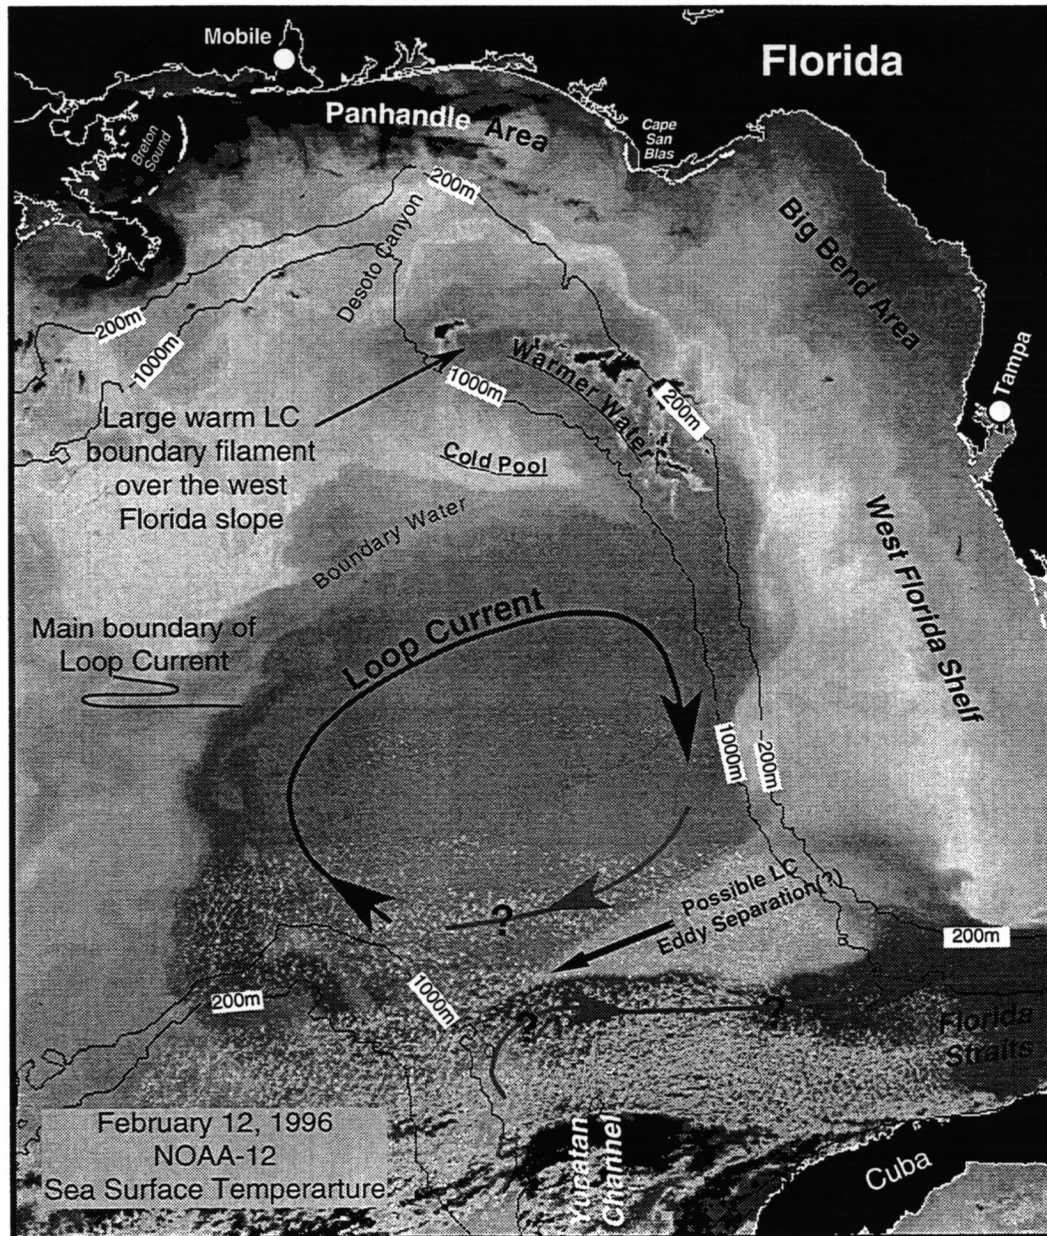 Mobile
Florida
Panhandle Area
Breton
Sound
Cape
San
Blas
200m
Desoto Canyon
Big Bend Area
200m
1000m
Tampa
Warmer Water
1000m
200m
Large warm LC
boundary filament
over the west
Florida slope
Cold Pool
Boundary Water
West Florida Shelf
Main boundary of
Loop Current
Loop Current
1000m
200m
Possible LC
Eddy Separation(?)
?
200m
200m
1000m
?
?
Florida
Straits
February 12, 1996
NOAA-12
Sea Surface Temperarture
Yucatan
Channel
Cuba